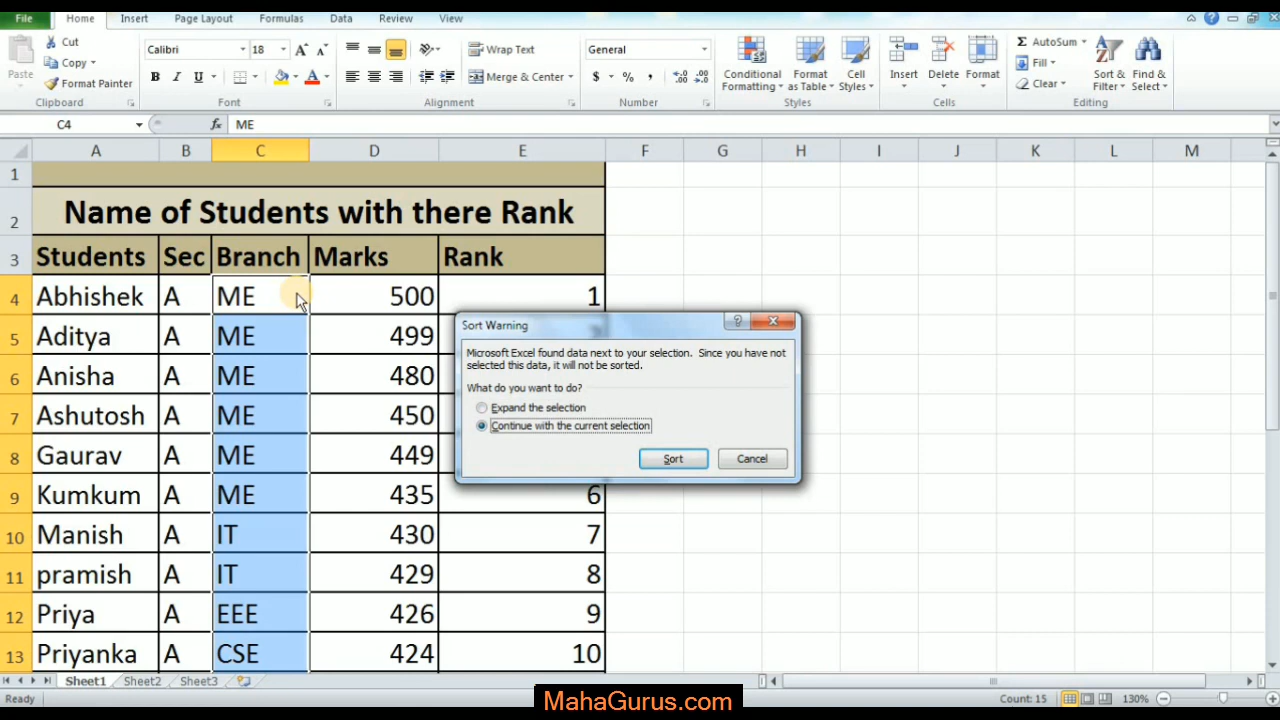 File Home Insert Page Layout Formulas Data Review View
Cut Calibri 18 A A Wrap Text General Σ AutoSum
Copy Fill
Paste Format Painter B I U A Merge & Center $ % , Conditional Formatting Format as Table Cell Styles Insert Delete Format Clear Sort & Filter Find & Select
Clipboard Font Alignment Number Styles Cells Editing
C4 fx ME
A B C D E F G H I J K L M
1
2 Name of Students with there Rank
3 Students Sec Branch Marks Rank
4 Abhishek A ME 500 1
5 Aditya A ME 499
6 Anisha A ME 480
7 Ashutosh A ME 450
8 Gaurav A ME 449
9 Kumkum A ME 435 6
10 Manish A IT 430 7
11 pramish A IT 429 8
12 Priya A EEE 426 9
13 Priyanka A CSE 424 10
Sort Warning
Microsoft Excel found data next to your selection. Since you have not
selected this data, it will not be sorted.
What do you want to do?
Expand the selection
Continue with the current selection
Sort Cancel
Sheet1 Sheet2 Sheet3
Ready Count: 15 130%
MahaGurus.com